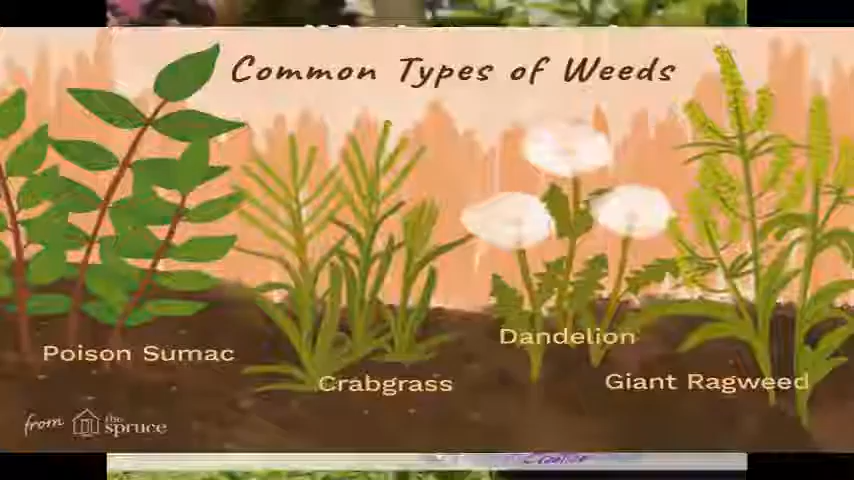 Common Types of Weeds
Dandelion
Poison Sumac
Crabgrass
Giant Ragweed
from the spruce